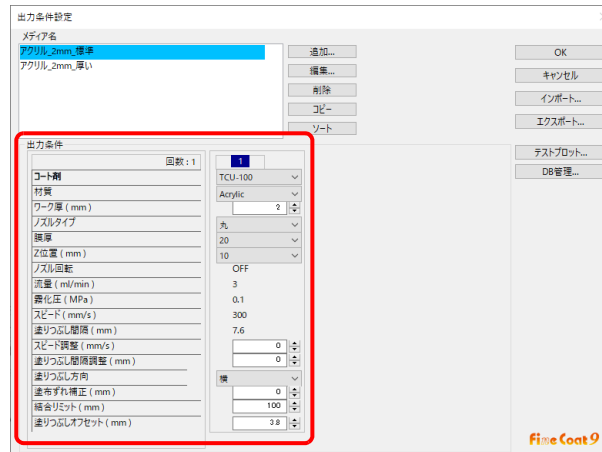 出力条件設定
メディア名
アクリル_2mm_標準
アクリル_2mm_厚い
追加...
編集...
削除
コピー
ソート
OK
キャンセル
インポート...
エクスポート...
テストプロット...
DB管理...
出力条件
回数 : 1 1
コート剤 TCU-100
材質 Acrylic
ワーク厚 ( mm ) 2
ノズルタイプ 丸
膜厚 20
Z位置 ( mm ) 10
ノズル回転 OFF
流量 ( ml/min ) 3
霧化圧 ( MPa ) 0.1
スピード ( mm/s ) 300
塗りつぶし間隔 ( mm ) 7.6
スピード調整 ( mm/s ) 0
塗りつぶし間隔調整 ( mm ) 0
塗りつぶし方向 横
塗布ずれ補正 ( mm ) 0
結合リミット ( mm ) 100
塗りつぶしオフセット ( mm ) 3.8
Fine Coat 9